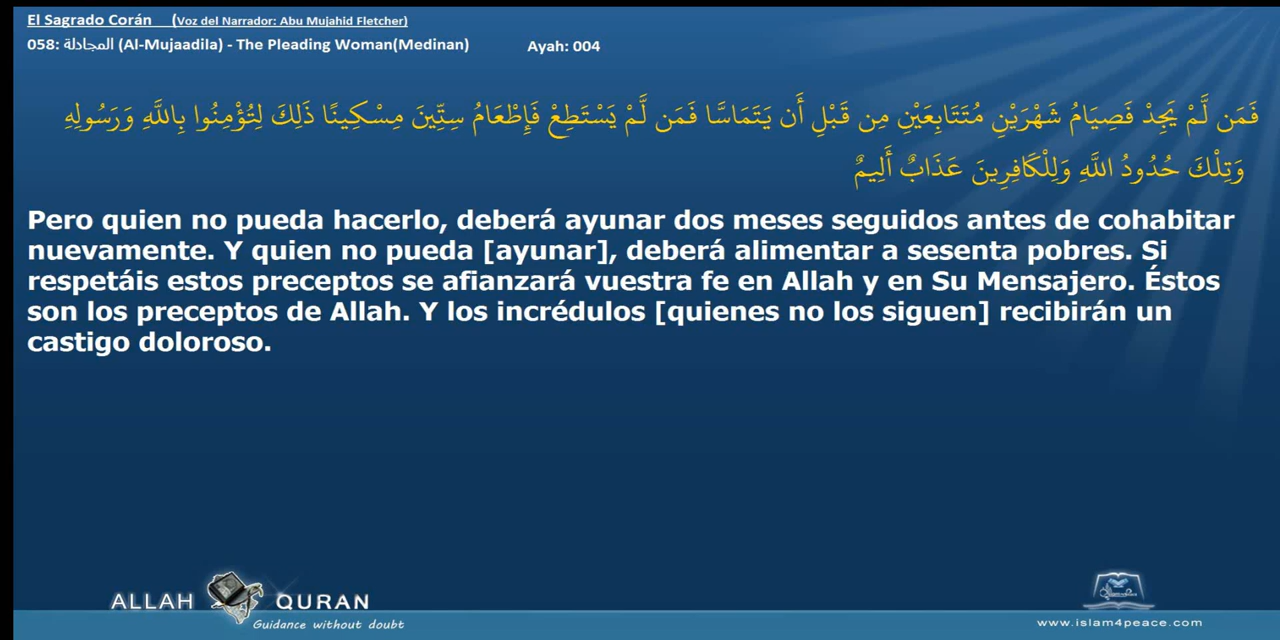 El Sagrado Corán (Voz del Narrador: Abu Mujahid Fletcher)
058: المجادلة (Al-Mujaadila) - The Pleading Woman(Medinan) Ayah: 004
فَمَن لَّمْ يَجِدْ فَصِيَامُ شَهْرَيْنِ مُتَتَابِعَيْنِ مِن قَبْلِ أَن يَتَمَاسَّا فَمَن لَّمْ يَسْتَطِعْ فَإِطْعَامُ سِتِّينَ مِسْكِينًا ذَلِكَ لِتُؤْمِنُوا بِاللَّهِ وَرَسُولِهِ
وَتِلْكَ حُدُودُ اللَّهِ وَلِلْكَافِرِينَ عَذَابٌ أَلِيمٌ
Pero quien no pueda hacerlo, deberá ayunar dos meses seguidos antes de cohabitar
nuevamente. Y quien no pueda [ayunar], deberá alimentar a sesenta pobres. Si
respetáis estos preceptos se afianzará vuestra fe en Allah y en Su Mensajero. Éstos
son los preceptos de Allah. Y los incrédulos [quienes no los siguen] recibirán un
castigo doloroso.
ALLAH QURAN
Guidance without doubt
www.islam4peace.com